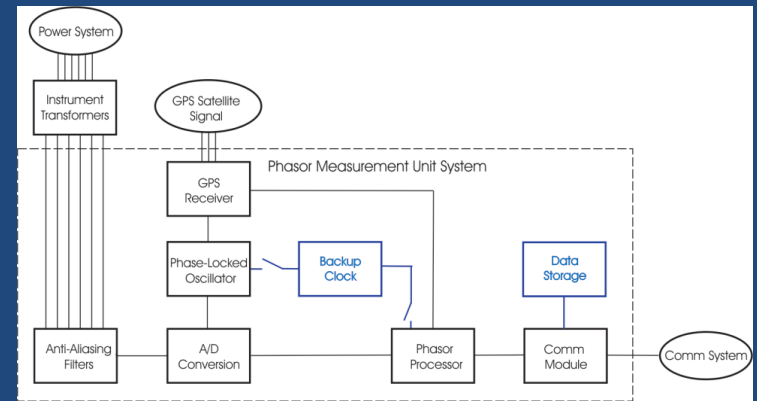 Power System
Instrument
Transformers
GPS Satellite
Signal
Phasor Measurement Unit System
GPS
Receiver
Phase-Locked
Oscillator
Backup
Clock
Data
Storage
Anti-Aliasing
Filters
A/D
Conversion
Phasor
Processor
Comm
Module
Comm System